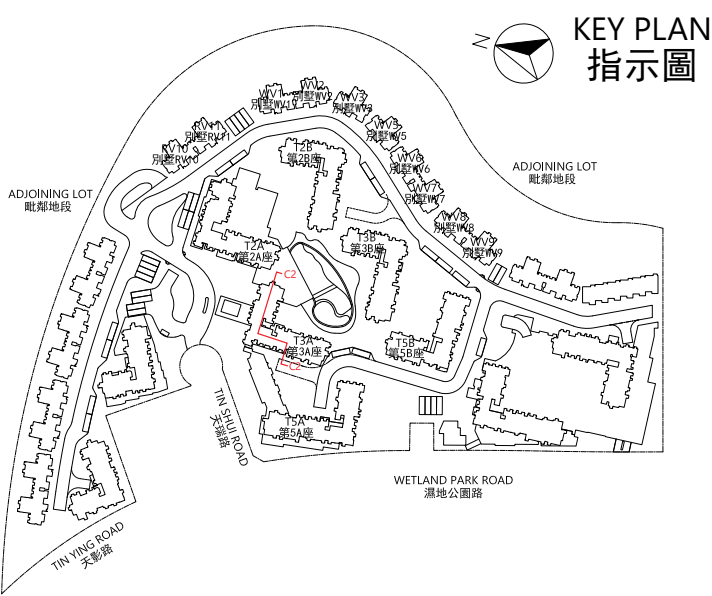 KEY PLAN
指示圖
N
WV1
別墅WV1
WV2
別墅WV2
WV3
別墅WV3
RV11
別墅RV11
RV10
別墅RV10
WV5
別墅WV5
T2B
第2B座
WV6
別墅WV6
ADJOINING LOT
毗鄰地段
WV7
別墅WV7
ADJOINING LOT
毗鄰地段
WV8
別墅WV8
T2A
第2A座
T3B
第3B座
WV9
別墅WV9
C2
T3A
第3A座
T5B
第5B座
C2
TIN SHUI ROAD
天瑞路
T5A
第5A座
WETLAND PARK ROAD
濕地公園路
TIN YING ROAD
天影路